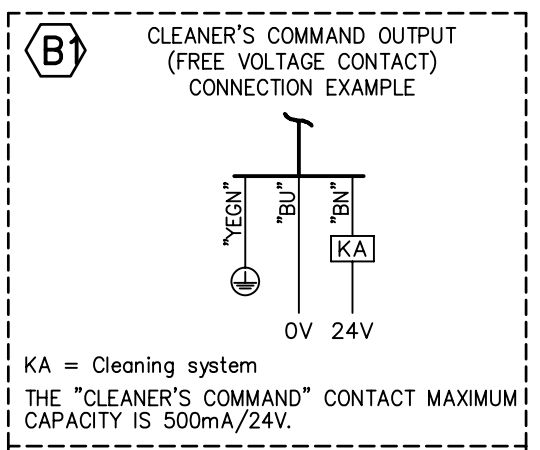 B1
CLEANER'S COMMAND OUTPUT
(FREE VOLTAGE CONTACT)
CONNECTION EXAMPLE
"YEGN"
"BU"
"BN"
KA
0V 24V
KA = Cleaning system
THE "CLEANER'S COMMAND" CONTACT MAXIMUM
CAPACITY IS 500mA/24V.